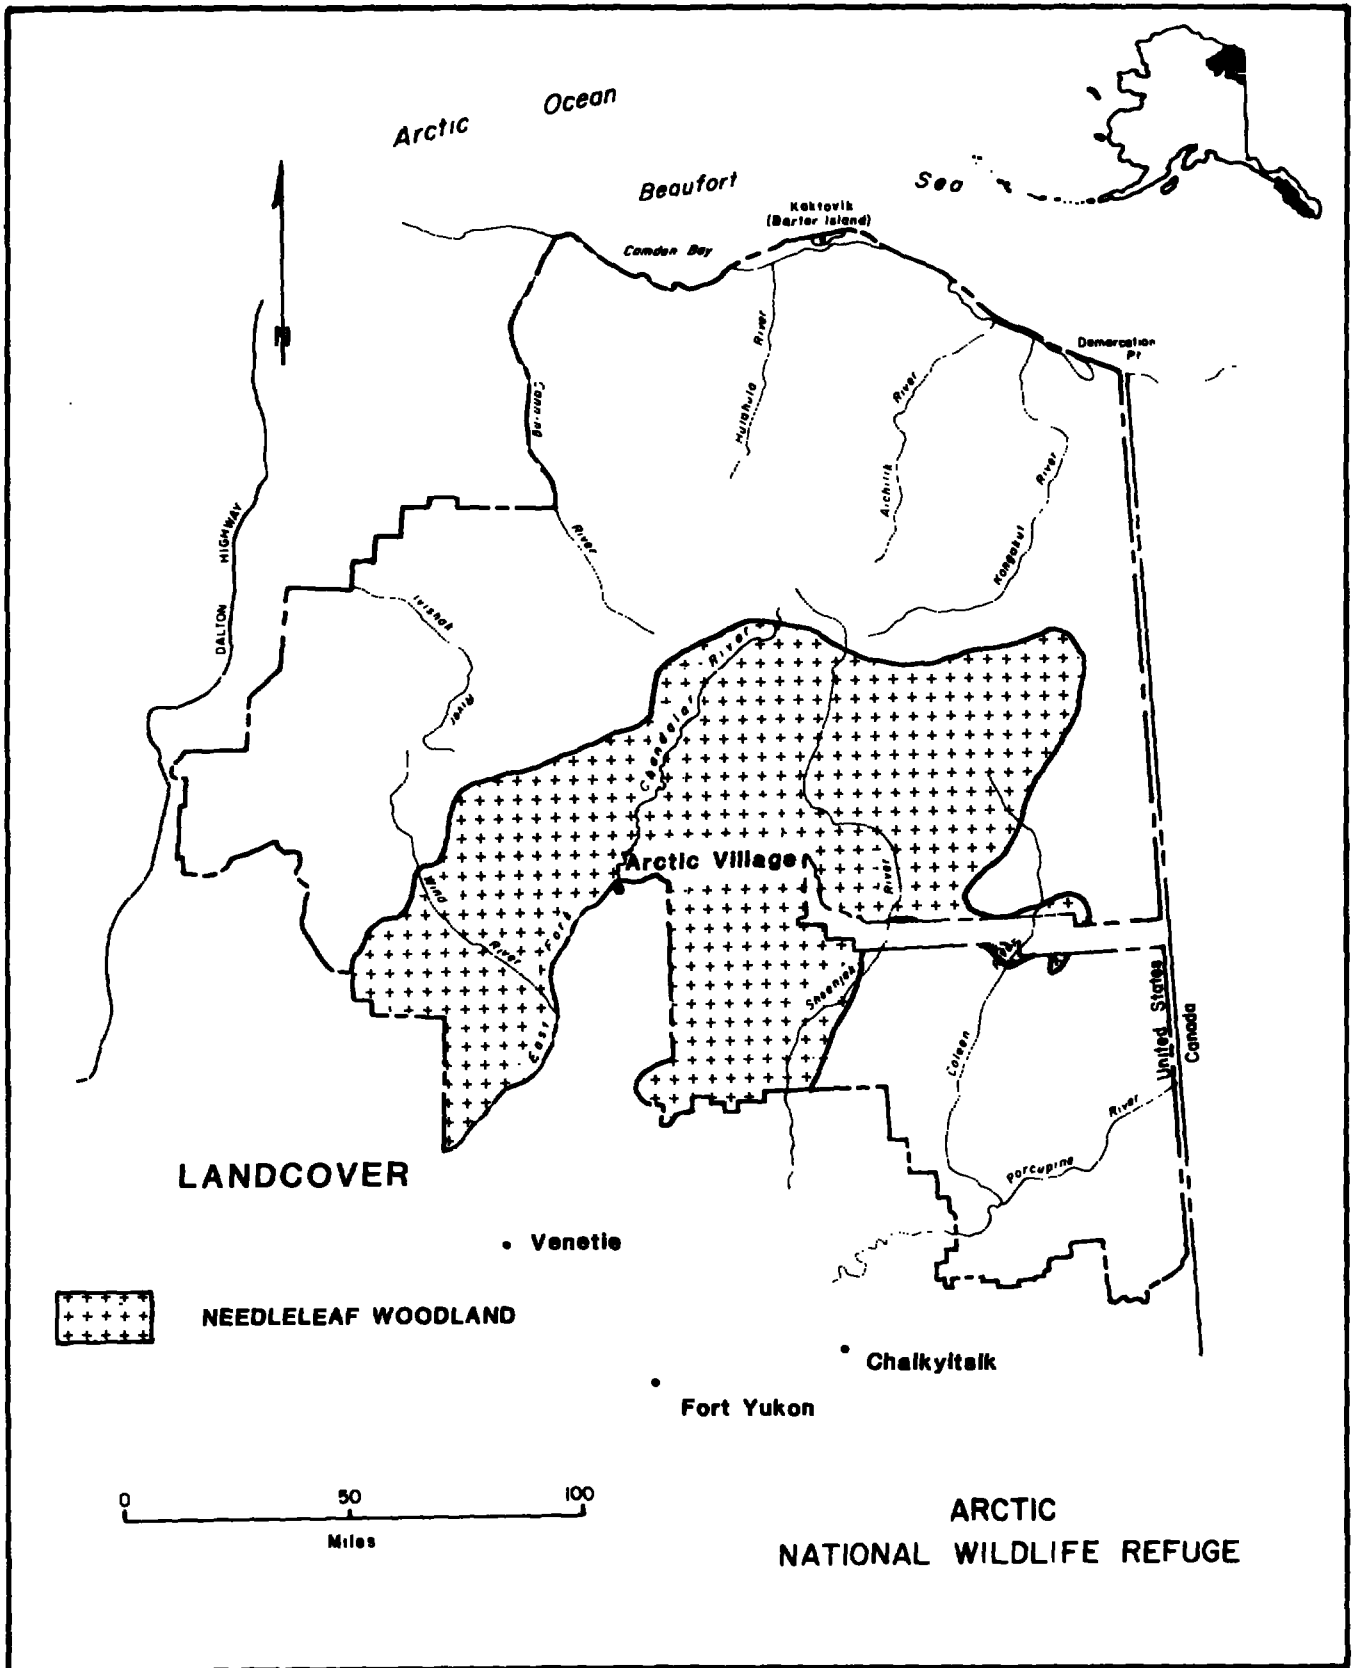 Arctic Ocean
Beaufort Sea
Kaktovik
(Barter Island)
Camden Bay
N
River
Hulahula
Demarcation
Pt
Canning
River
River
Aichilik
River
Kongakut
DALTON HIGHWAY
Ivishak
River
River
Chandalar
Arctic Village
Wind
River
East Fork
River
Sheenjek
River
Coleen
United States
Canada
River
Porcupine
LANDCOVER
Venetie
NEEDLELEAF WOODLAND
Chalkyitsik
Fort Yukon
0 50 100
Miles
ARCTIC
NATIONAL WILDLIFE REFUGE